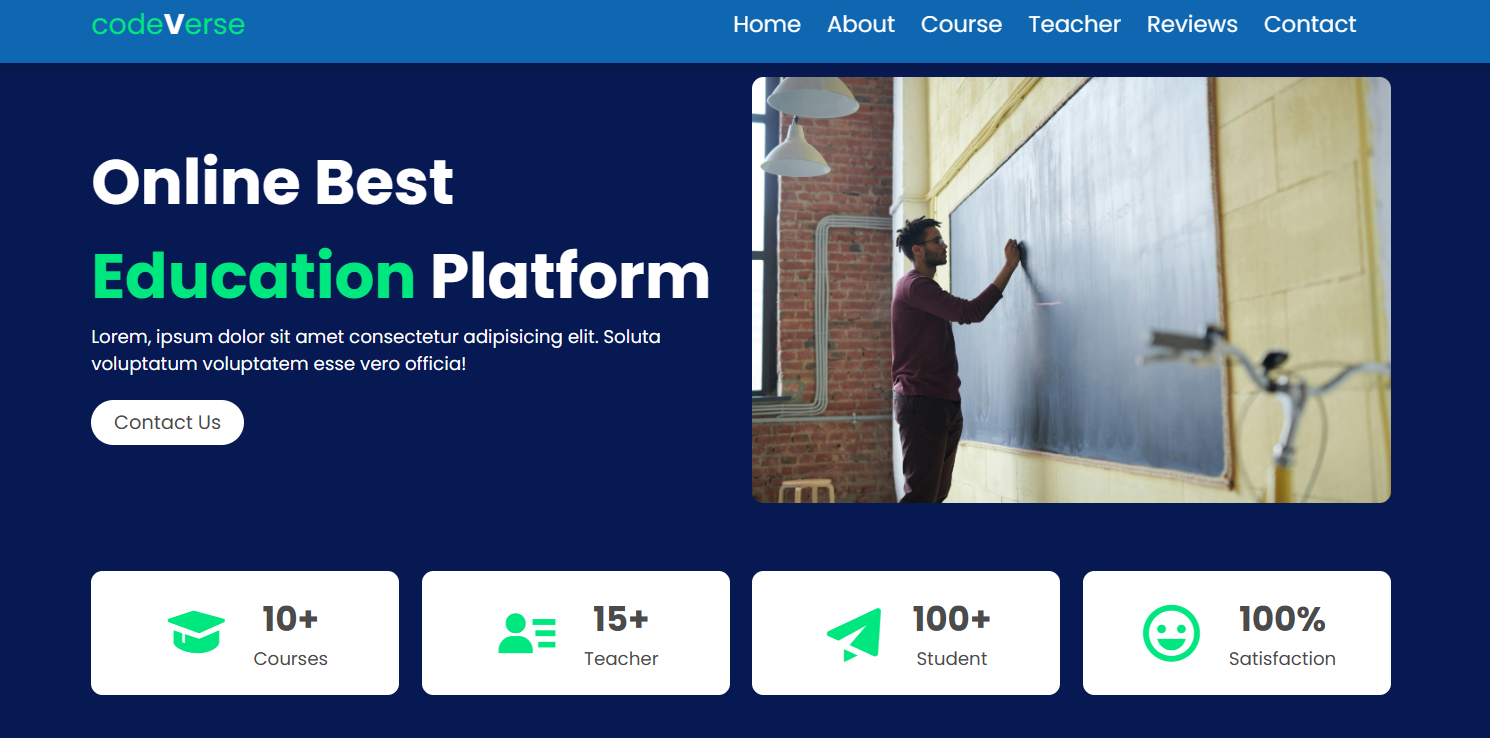 codeVerse
Home About Course Teacher Reviews Contact
Online Best
Education Platform
Lorem, ipsum dolor sit amet consectetur adipisicing elit. Soluta
voluptatum voluptatem esse vero officia!
Contact Us
10+
Courses
15+
Teacher
100+
Student
100%
Satisfaction